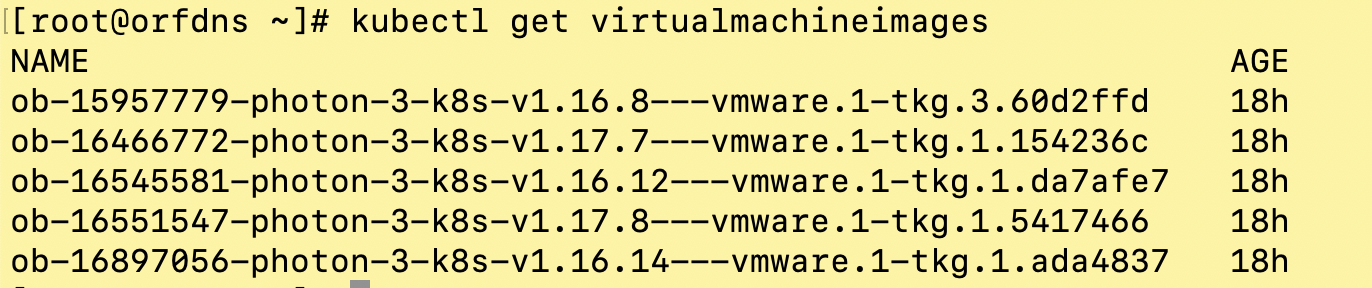 [root@orfdns ~]# kubectl get virtualmachineimages
NAME AGE
ob-15957779-photon-3-k8s-v1.16.8---vmware.1-tkg.3.60d2ffd 18h
ob-16466772-photon-3-k8s-v1.17.7---vmware.1-tkg.1.154236c 18h
ob-16545581-photon-3-k8s-v1.16.12---vmware.1-tkg.1.da7afe7 18h
ob-16551547-photon-3-k8s-v1.17.8---vmware.1-tkg.1.5417466 18h
ob-16897056-photon-3-k8s-v1.16.14---vmware.1-tkg.1.ada4837 18h